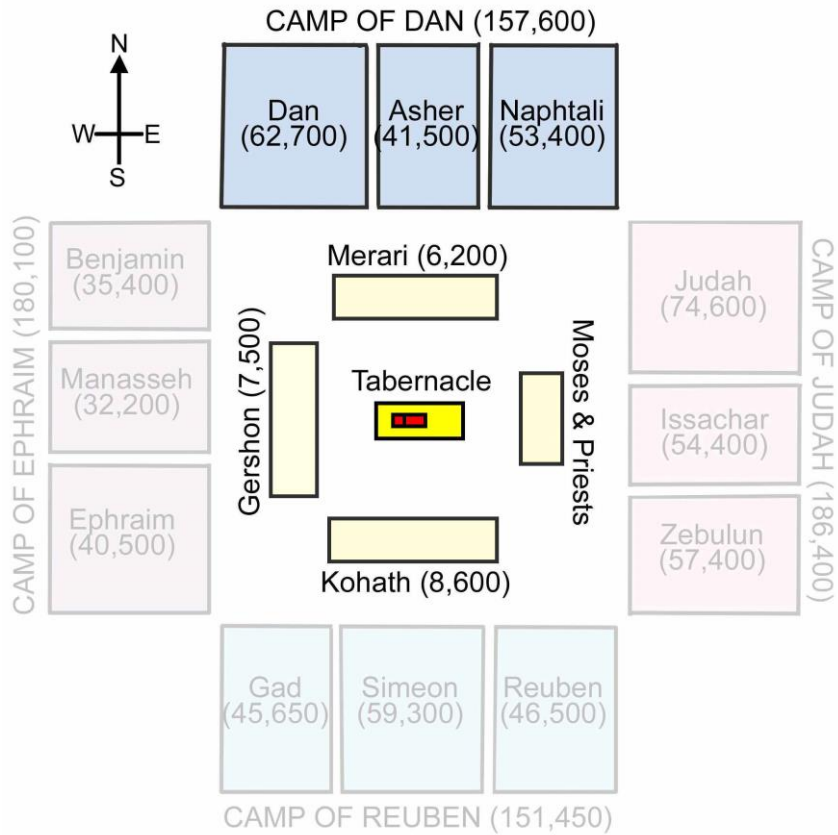 CAMP OF DAN (157,600)
N
W
E
S
Dan
(62,700)
Asher
(41,500)
Naphtali
(53,400)
CAMP OF EPHRAIM (180,100)
Benjamin
(35,400)
Manasseh
(32,200)
Ephraim
(40,500)
Merari (6,200)
Gershon (7,500)
Tabernacle
Moses & Priests
Kohath (8,600)
Judah
(74,600)
Issachar
(54,400)
Zebulun
(57,400)
CAMP OF JUDAH (186,400)
Gad
(45,650)
Simeon
(59,300)
Reuben
(46,500)
CAMP OF REUBEN (151,450)